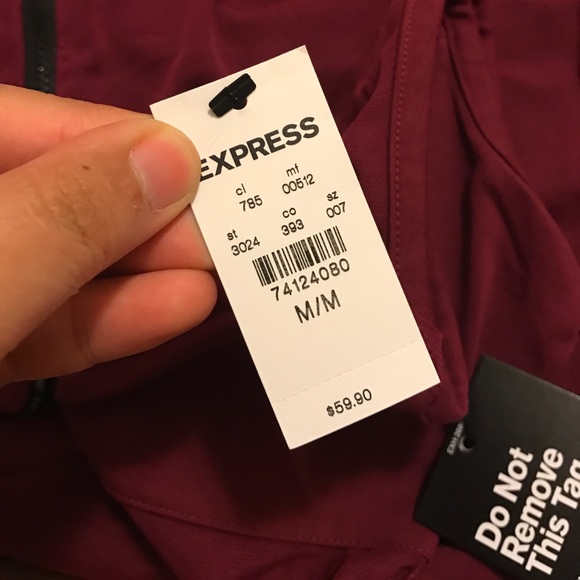 EXPRESS
cl mf
785 00512
st co sz
3024 393 007
74124080
M/M
$59.90
Do Not
Remove
This Tag